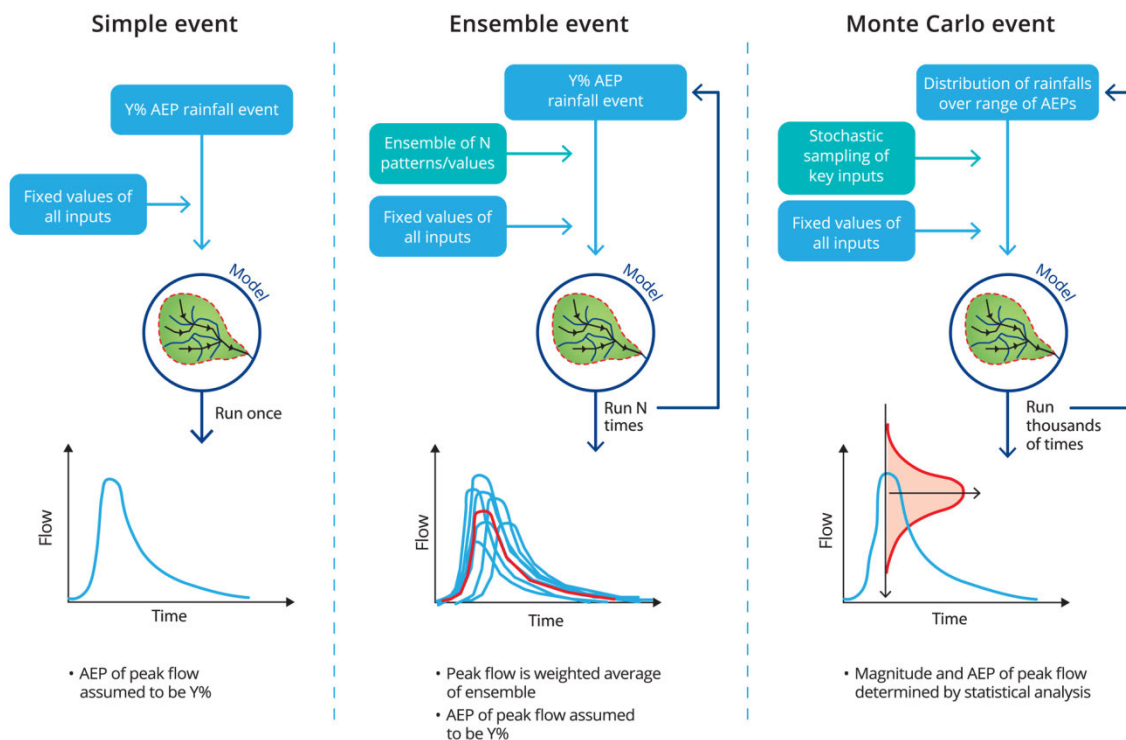 Simple event
Y% AEP rainfall event
Fixed values of
all inputs
Model
Run once
Flow
Time
• AEP of peak flow
assumed to be Y%
Ensemble event
Y% AEP
rainfall event
Ensemble of N
patterns/values
Fixed values of
all inputs
Model
Run N
times
Flow
Time
• Peak flow is weighted average
of ensemble
• AEP of peak flow assumed
to be Y%
Monte Carlo event
Distribution of rainfalls
over range of AEPs
Stochastic
sampling of
key inputs
Fixed values of
all inputs
Model
Run
thousands
of times
Flow
Time
• Magnitude and AEP of peak flow
determined by statistical analysis